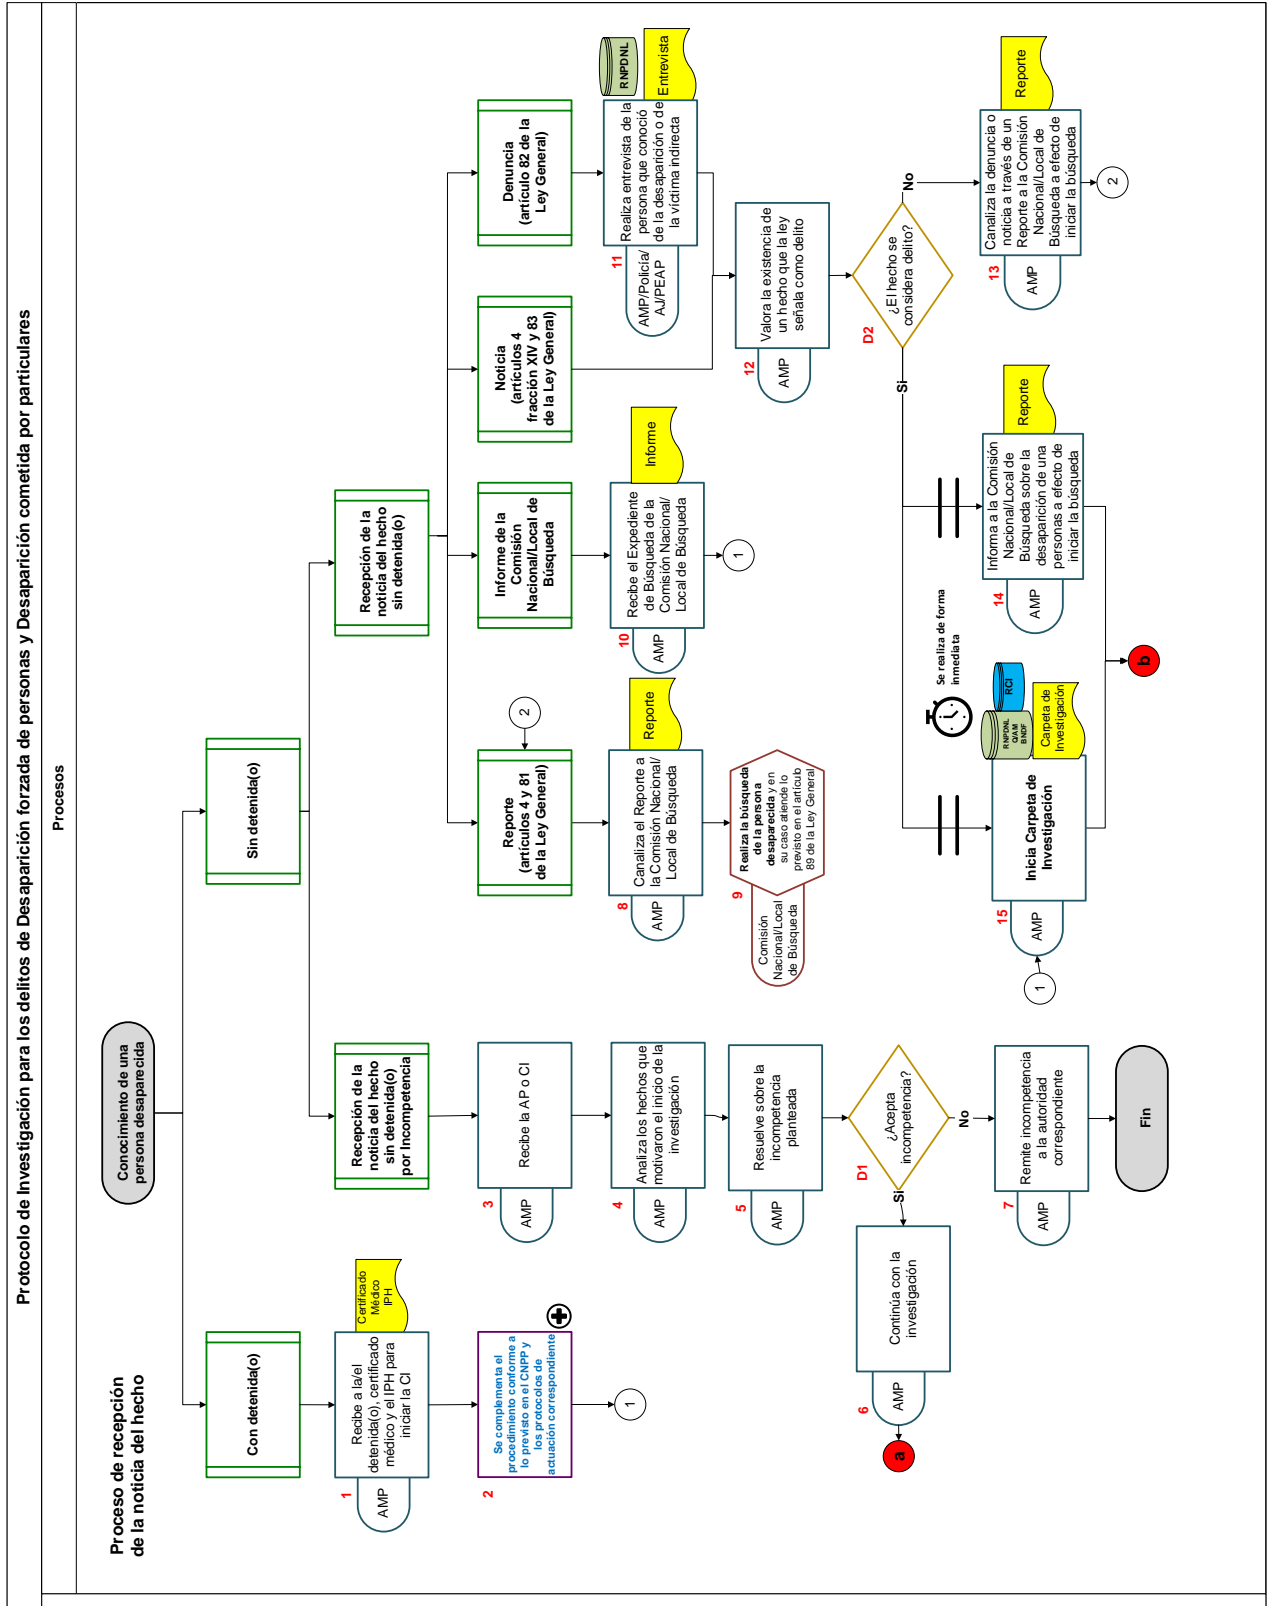 Protocolo de Investigación para los delitos de Desaparición forzada de personas y Desaparición cometida por particulares
Procesos
Proceso de recepción
de la noticia del hecho
Conocimiento de una
persona desaparecida
Con detenida(o)
Sin detenida(o)
1
AMP
Recibe a la/el
detenida(o), certificado
médico y el IPH para
iniciar la CI
Certificado
Médico
IPH
2
Se complementa el
procedimiento conforme a
lo previsto en el CNPP y
los protocolos de
actuación correspondiente
1
Recepción de la
noticia del hecho
sin detenida(o)
por Incompetencia
3
AMP
Recibe la AP o CI
4
AMP
Analiza los hechos que
motivaron el inicio de la
investigación
5
AMP
Resuelve sobre la
incompetencia
planteada
D1
¿Acepta
incompetencia?
Si
No
6
AMP
Continúa con la
investigación
a
7
AMP
Remite incompetencia
a la autoridad
correspondiente
Fin
Recepción de la
noticia del hecho
sin detenida(o)
Reporte
(artículos 4 y 81
de la Ley General)
2
8
AMP
Canaliza el Reporte a
la Comisión Nacional/
Local de Búsqueda
Reporte
9
Comisión
Nacional/Local
de Búsqueda
Realiza la búsqueda
de la persona
desaparecida y en
su caso atiende lo
previsto en el artículo
89 de la Ley General
Informe de la
Comisión
Nacional/Local de
Búsqueda
10
AMP
Recibe el Expediente
de Búsqueda de la
Comisión Nacional/
Local de Búsqueda
Informe
1
Noticia
(artículos 4
fracción XIV y 83
de la Ley General)
Denuncia
(artículo 82 de la
Ley General)
11
AMP/Policía/
AJ/PEAP
Realiza entrevista de la
persona que conoció
de la desaparición o de
la víctima indirecta
RNPDNL
Entrevista
12
AMP
Valora la existencia de
un hecho que la ley
señala como delito
D2
¿El hecho se
considera delito?
Si
No
13
AMP
Canaliza la denuncia o
noticia a través de un
Reporte a la Comisión
Nacional/Local de
Búsqueda a efecto de
iniciar la búsqueda
Reporte
2
14
AMP
Informa a la Comisión
Nacional/Local de
Búsqueda sobre la
desaparición de una
personas a efecto de
iniciar la búsqueda
Reporte
Se realiza de forma
inmediata
15
AMP
1
Inicia Carpeta de
Investigación
RNPDNL
Q/AM
BNDF
RCI
Carpeta de
Investigación
b